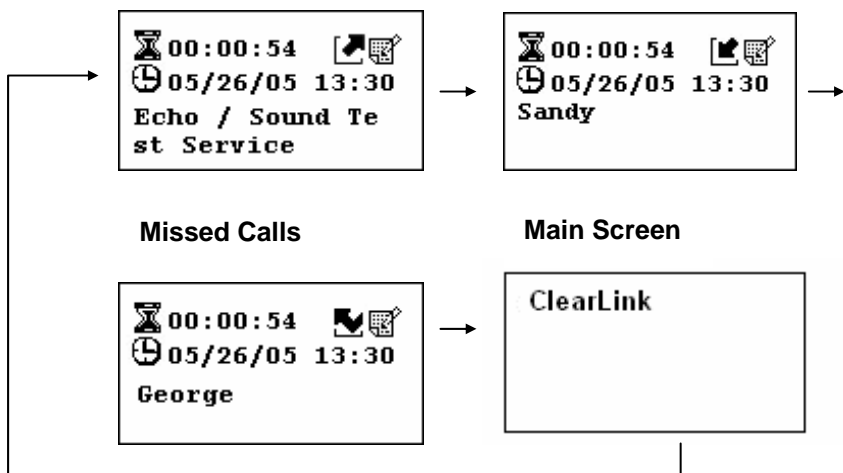 00:00:54
05/26/05 13:30
Echo / Sound Te
st Service
00:00:54
05/26/05 13:30
Sandy
Missed Calls
Main Screen
00:00:54
05/26/05 13:30
George
ClearLink